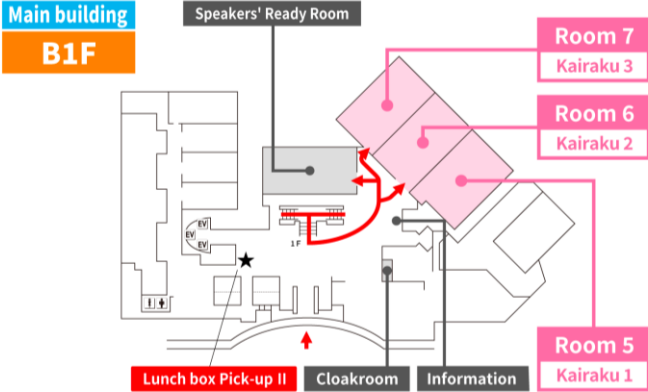 Main building
B1F
Speakers' Ready Room
Room 7
Kairaku 3
Room 6
Kairaku 2
EV
EV
EV
1F
Room 5
Kairaku 1
Lunch box Pick-up II
Cloakroom
Information